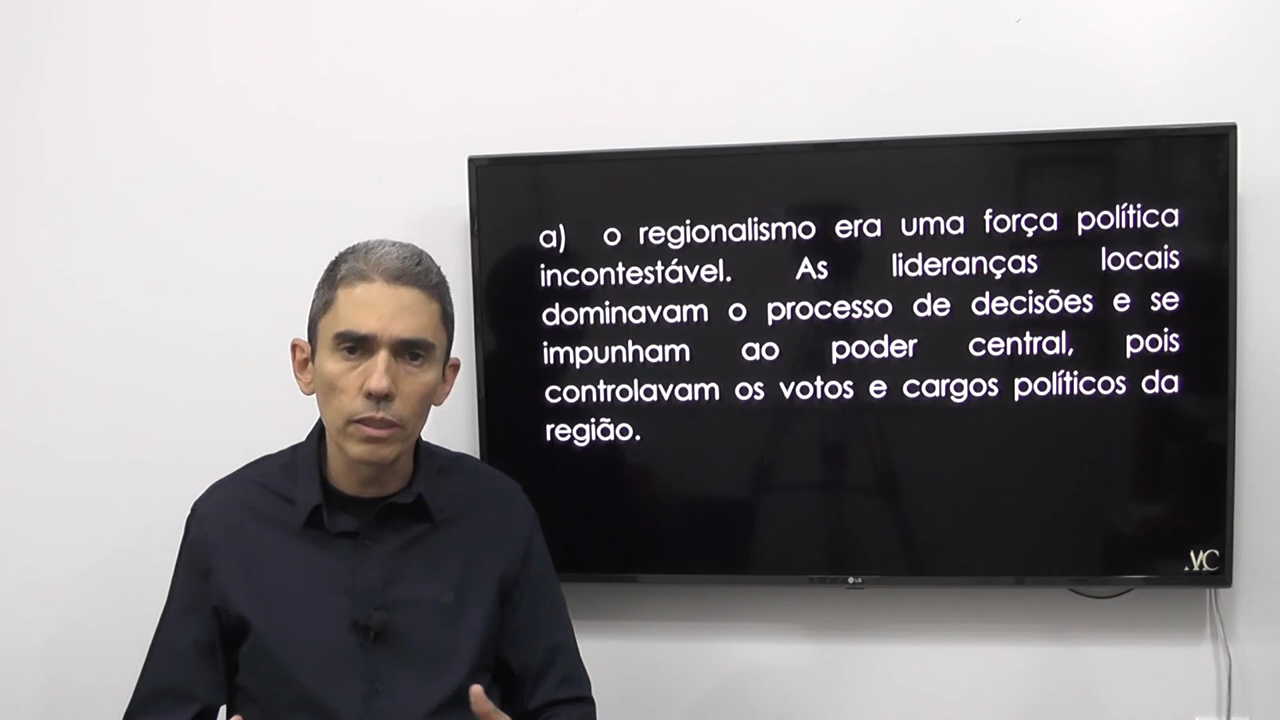 a) o regionalismo era uma força política
incontestável. As lideranças locais
dominavam o processo de decisões e se
impunham ao poder central, pois
controlavam os votos e cargos políticos da
região.
MC
LG